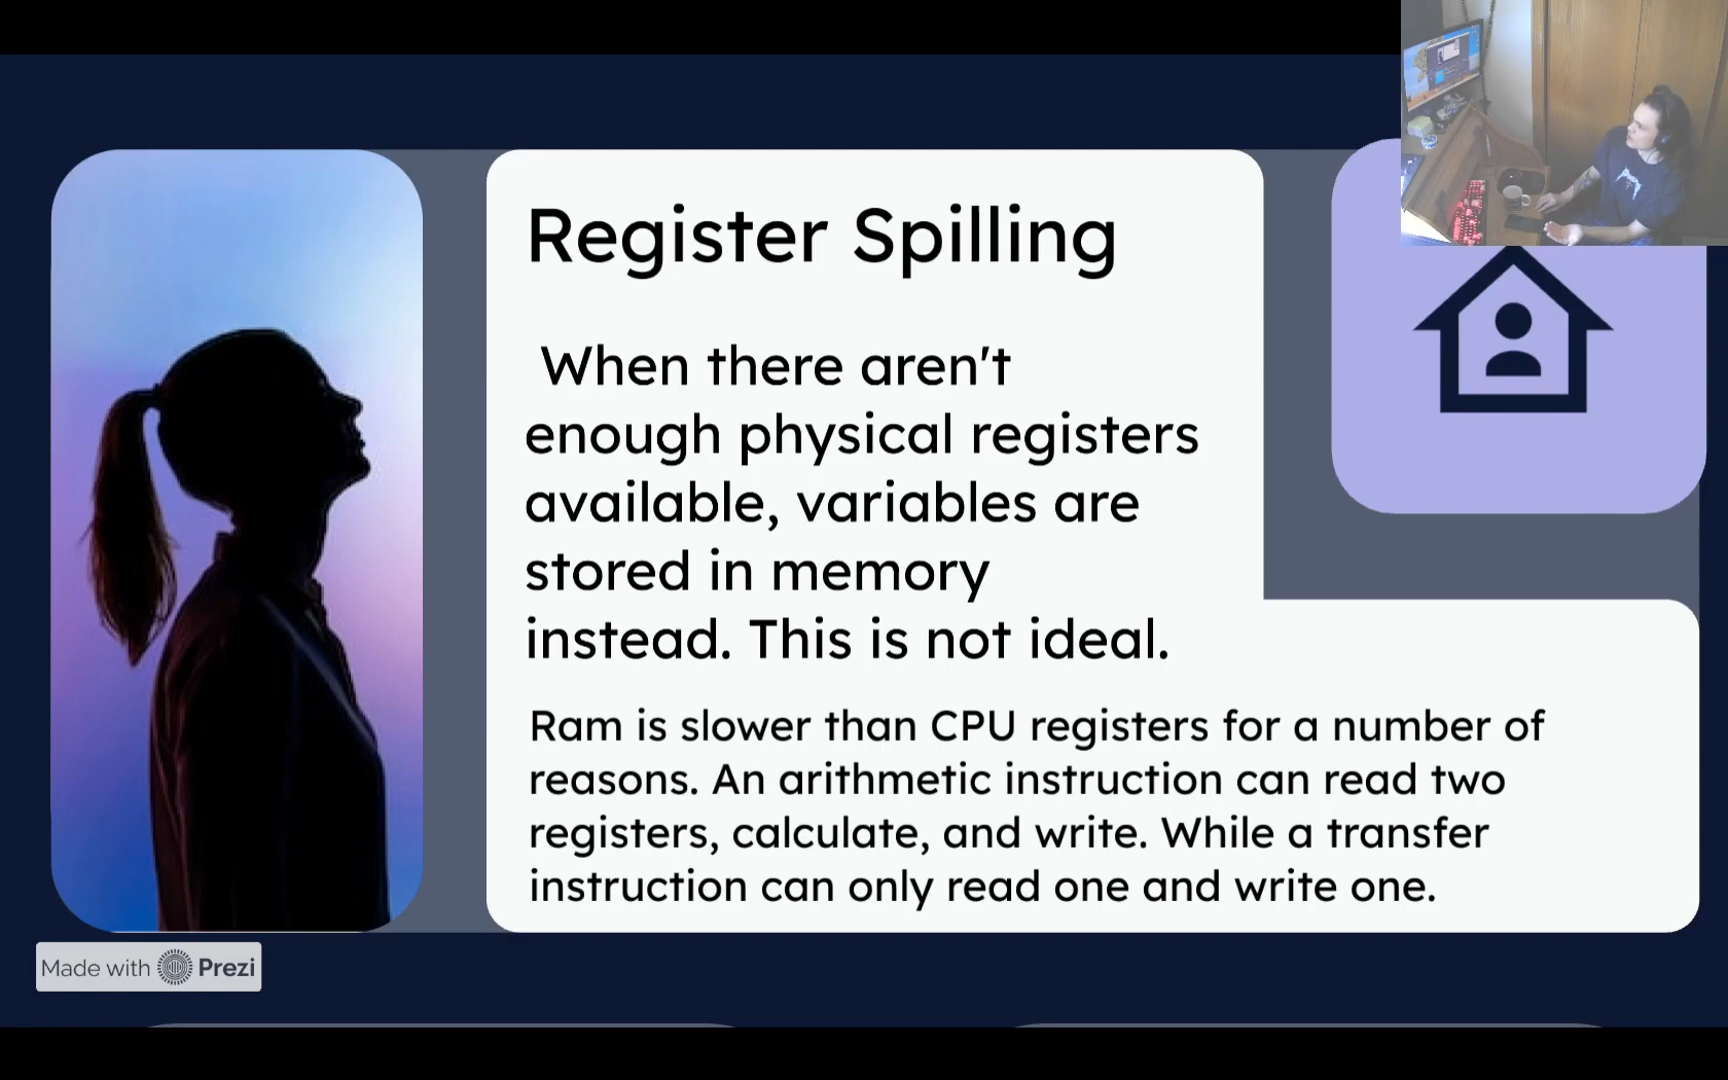 Register Spilling
When there aren't
enough physical registers
available, variables are
stored in memory
instead. This is not ideal.
Ram is slower than CPU registers for a number of
reasons. An arithmetic instruction can read two
registers, calculate, and write. While a transfer
instruction can only read one and write one.
Made with Prezi